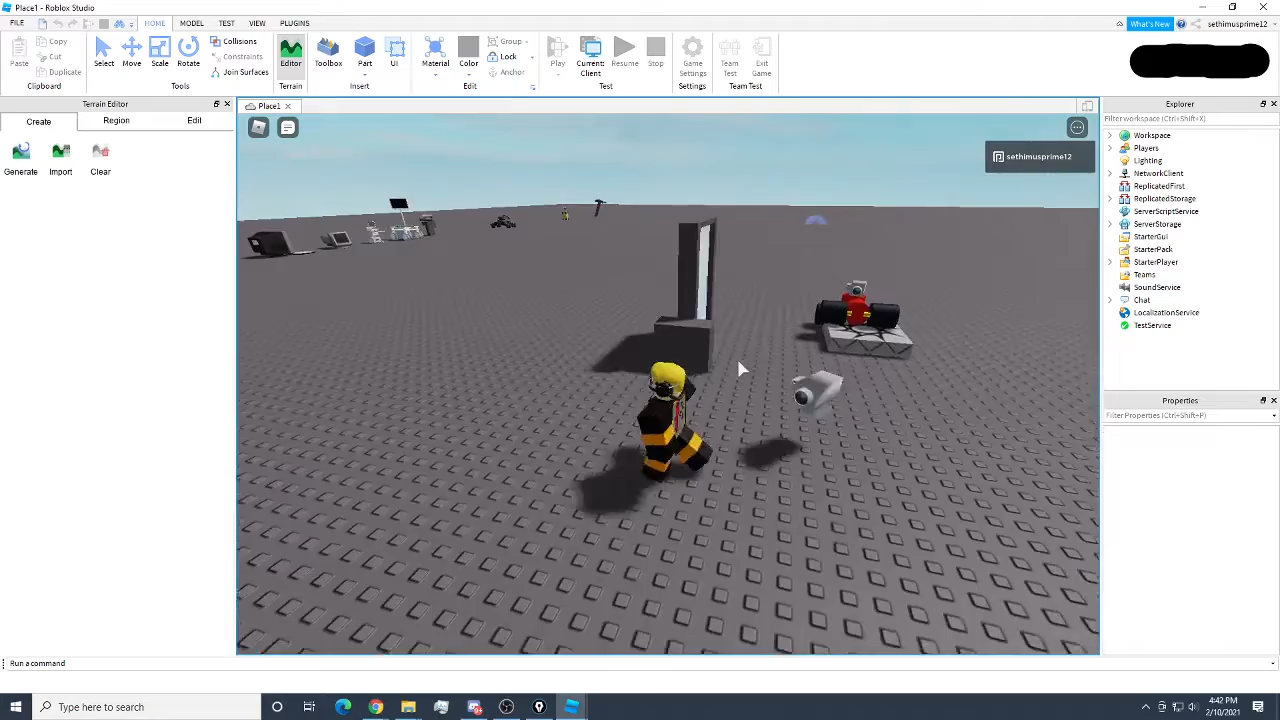 Place1 - Roblox Studio
FILE HOME MODEL TEST VIEW PLUGINS What's New sethimusprime12
Paste Copy Cut Duplicate Select Move Scale Rotate Collisions Constraints Join Surfaces Editor Toolbox Part UI Material Color Group Lock Anchor Play Current: Client Resume Stop Game Settings Team Test Exit Game
Clipboard Tools Terrain Insert Edit Test Settings Team Test
Terrain Editor
Create Region Edit
Generate Import Clear
Place1
sethimusprime12
Explorer
Filter workspace (Ctrl+Shift+X)
Workspace
Players
Lighting
NetworkClient
ReplicatedFirst
ReplicatedStorage
ServerScriptService
ServerStorage
StarterGui
StarterPack
StarterPlayer
Teams
SoundService
Chat
LocalizationService
TestService
Properties
Filter Properties (Ctrl+Shift+P)
Run a command
Type here to search
4:42 PM
2/10/2021